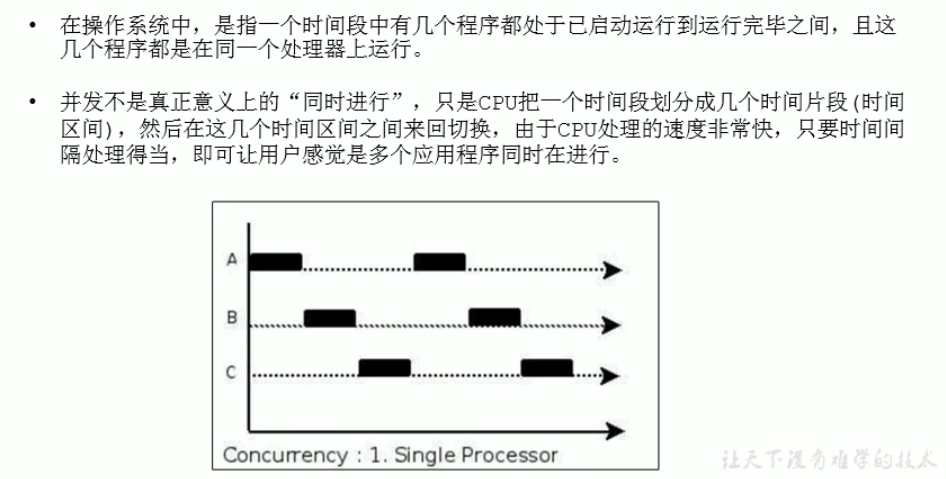 • 在操作系统中，是指一个时间段中有几个程序都处于已启动运行到运行完毕之间，且这
几个程序都是在同一个处理器上运行。
• 并发不是真正意义上的“同时进行”，只是CPU把一个时间段划分成几个时间片段(时间
区间)，然后在这几个时间区间之间来回切换，由于CPU处理的速度非常快，只要时间间
隔处理得当，即可让用户感觉是多个应用程序同时在进行。
A
B
C
Concurrency : 1. Single Processor
让天下没有难学的技术